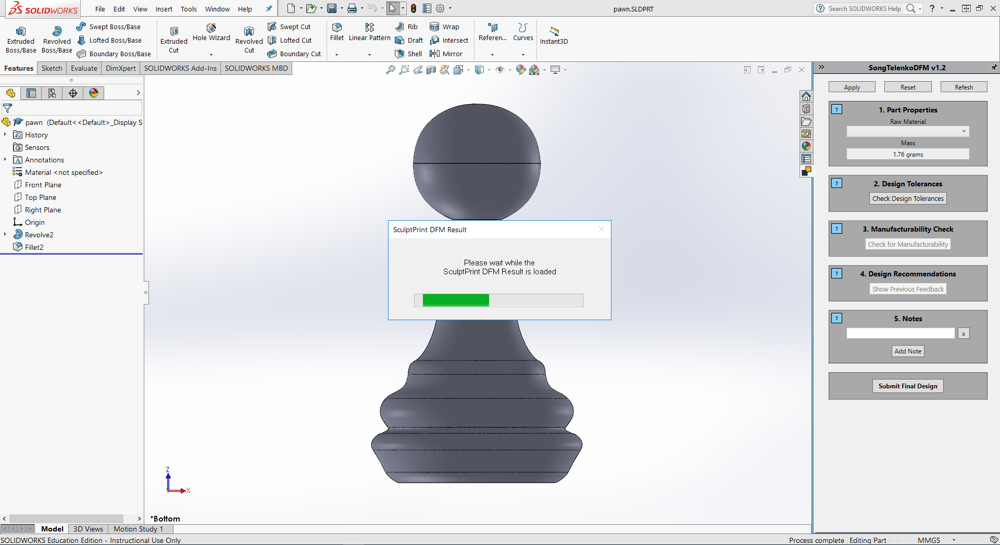 SOLIDWORKS
File Edit View Insert Tools Window Help
pawn.SLDPRT
Search SOLIDWORKS Help
?
Extruded Boss/Base
Revolved Boss/Base
Swept Boss/Base
Lofted Boss/Base
Boundary Boss/Base
Extruded Cut
Hole Wizard
Revolved Cut
Swept Cut
Lofted Cut
Boundary Cut
Fillet
Linear Pattern
Rib
Draft
Shell
Wrap
Intersect
Mirror
Referen...
Curves
Instant3D
Features Sketch Evaluate DimXpert SOLIDWORKS Add-Ins SOLIDWORKS MBD
pawn (Default<<Default>_Display S
History
Sensors
Annotations
Material <not specified>
Front Plane
Top Plane
Right Plane
Origin
Revolve2
Fillet2
SculptPrint DFM Result
Please wait while the
SculptPrint DFM Result is loaded
Z
X
*Bottom
SongTelenkoDFM v1.2
Apply Reset Refesh
? 1. Part Properties
Raw Material
Mass
1.76 grams
? 2. Design Tolerances
Check Design Tolerances
? 3. Manufacturability Check
Check for Manufacturability
? 4. Design Recommendations
Show Previous Feedback
? 5. Notes
x
Add Note
Submit Final Design
Model 3D Views Motion Study 1
SOLIDWORKS Education Edition - Instructional Use Only
Process complete Editing Part MMGS